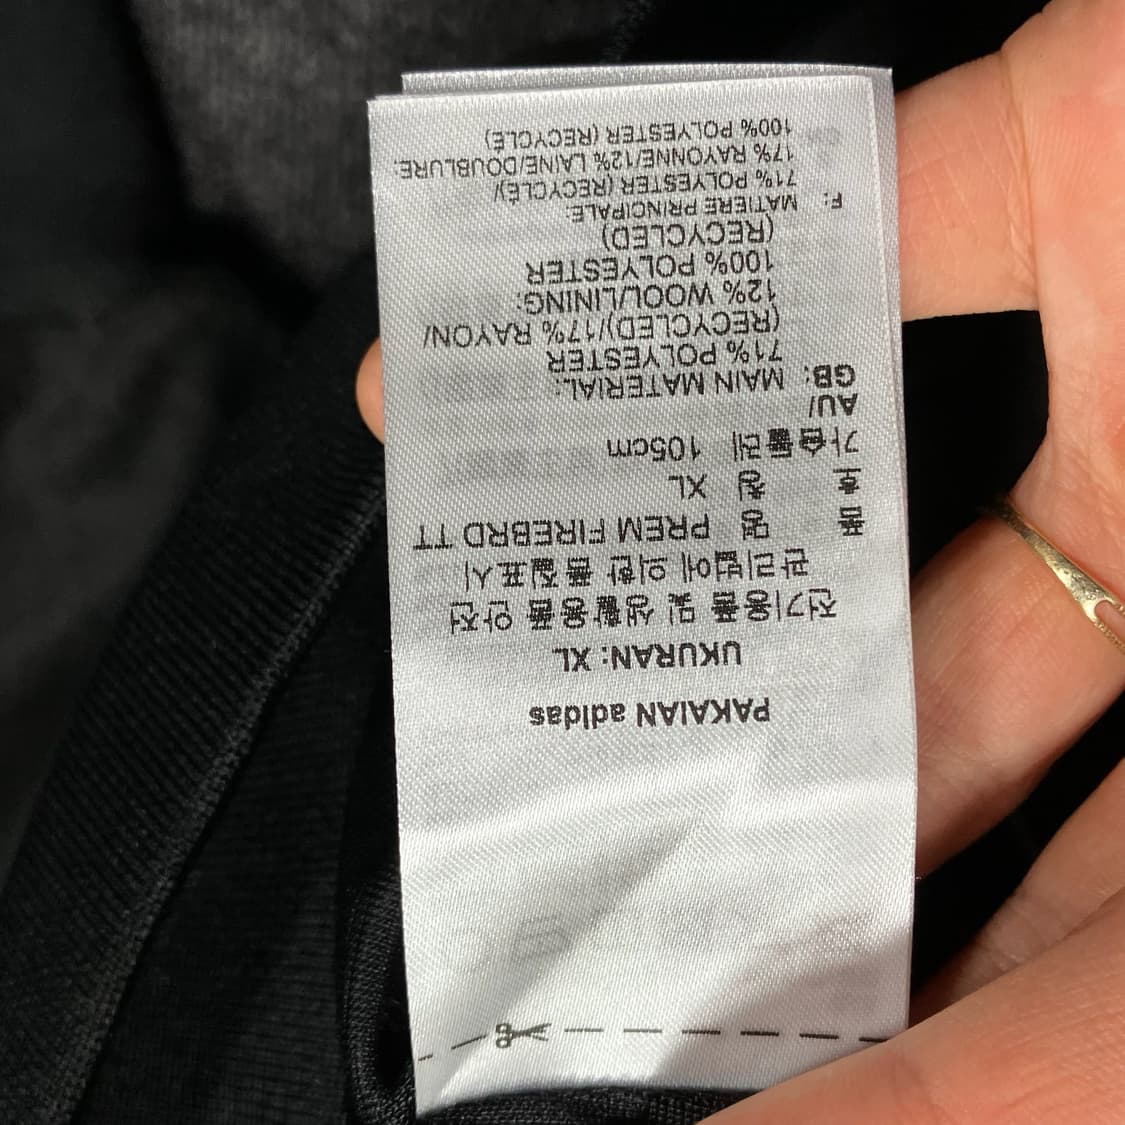 PAKAIAN adidas
UKURAN: XL
전기용품 및 생활용품 안전
관리법에 의한 품질표시
품 명 PREM FIREBRD TT
호 칭 XL
가슴둘레 105cm
AU/
GB: MAIN MATERIAL:
71% POLYESTER
(RECYCLED)/17% RAYON/
12% WOOL/LINING:
100% POLYESTER
(RECYCLED)
F: MATIERE PRINCIPALE:
71% POLYESTER (RECYCLÉ)/
17% RAYONNE/12% LAINE/DOUBLURE:
100% POLYESTER (RECYCLÉ)